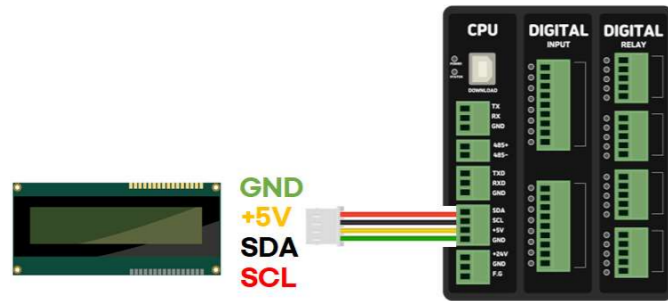 CPU
DIGITAL
INPUT
DIGITAL
RELAY
DOWNLOAD
TX
RX
GND
485+
485-
TXD
RXD
GND
SDA
SCL
+5V
GND
+24V
GND
F.G
GND
+5V
SDA
SCL